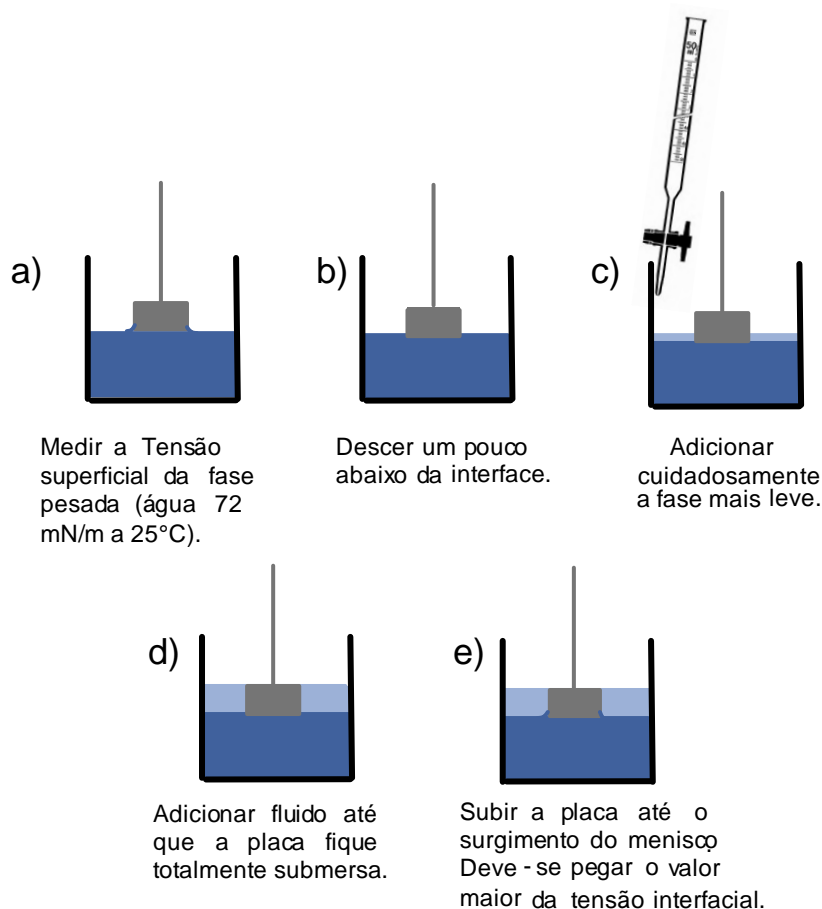 a)
Medir a Tensão
superficial da fase
pesada (água 72
mN/m a 25°C).
b)
Descer um pouco
abaixo da interface.
c)
50
Adicionar
cuidadosamente
a fase mais leve.
d)
Adicionar fluido até
que a placa fique
totalmente submersa.
e)
Subir a placa até o
surgimento do menisco.
Deve - se pegar o valor
maior da tensão interfacial.